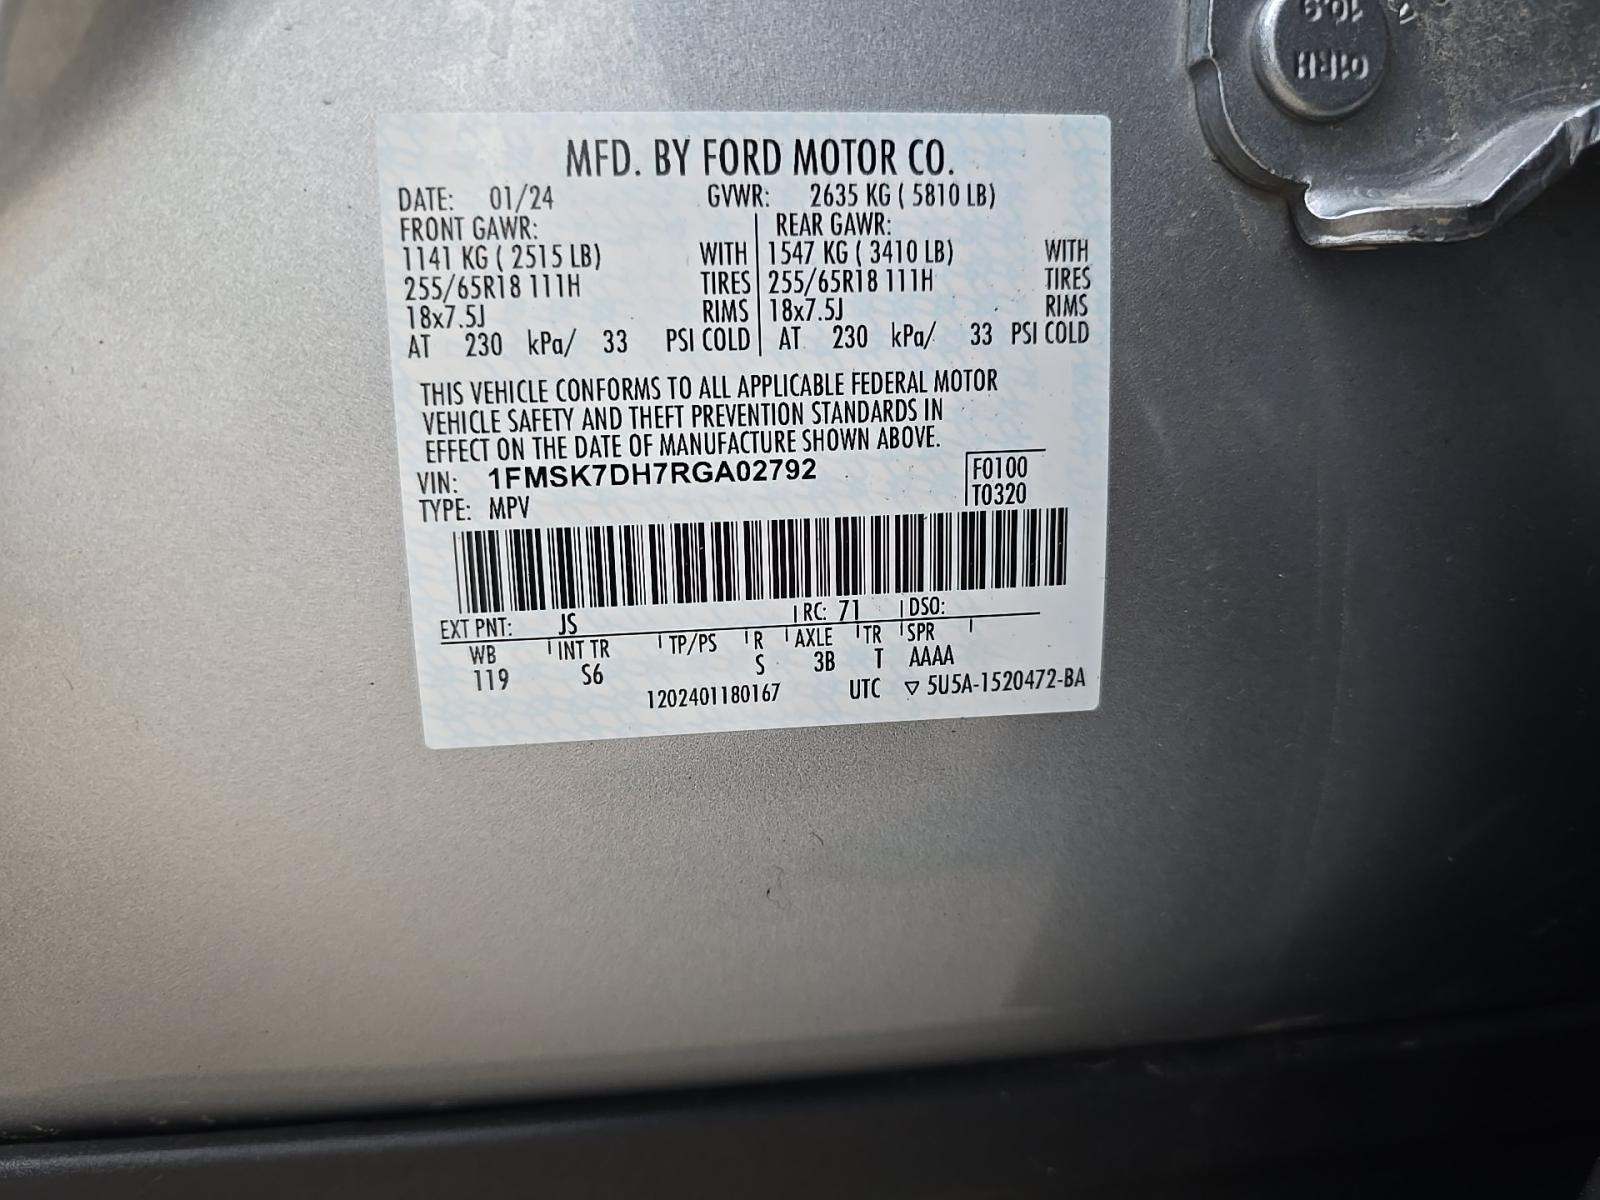 10.9
01RH
MFD. BY FORD MOTOR CO.
DATE: 01/24 GVWR: 2635 KG ( 5810 LB)
FRONT GAWR: REAR GAWR:
1141 KG ( 2515 LB) WITH 1547 KG ( 3410 LB) WITH
255/65R18 111H TIRES 255/65R18 111H TIRES
18x7.5J RIMS 18x7.5J RIMS
AT 230 kPa/ 33 PSI COLD AT 230 kPa/ 33 PSI COLD
THIS VEHICLE CONFORMS TO ALL APPLICABLE FEDERAL MOTOR
VEHICLE SAFETY AND THEFT PREVENTION STANDARDS IN
EFFECT ON THE DATE OF MANUFACTURE SHOWN ABOVE.
VIN: 1FMSK7DH7RGA02792 F0100
TYPE: MPV T0320
EXT PNT: JS RC: 71 DSO:
WB INT TR TP/PS R AXLE TR SPR
119 S6 S 3B T AAAA
1202401180167 UTC ▽ 5U5A-1520472-BA